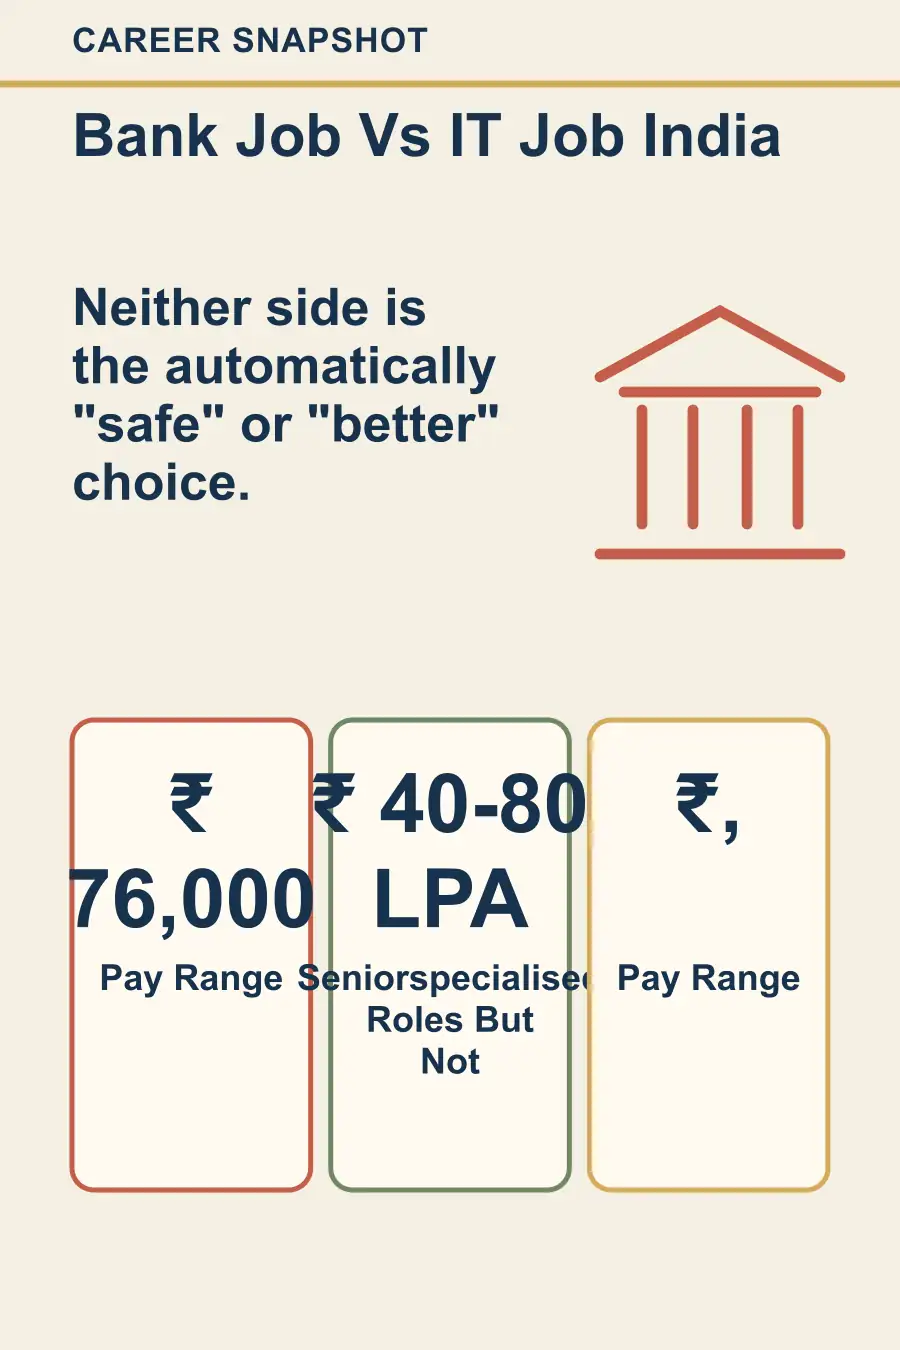 CAREER SNAPSHOT
Bank Job Vs IT Job India
Neither side is
the automatically
"safe" or "better"
choice.
₹
76,000
Pay Range
₹ 40-80
LPA
Seniorspecialised
Roles But
Not
₹,
Pay Range